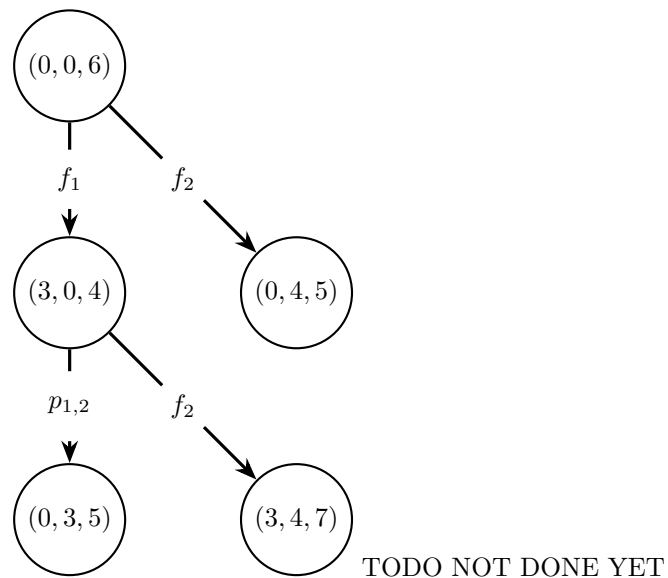 (0, 0, 6)
f₁ f₂
(3, 0, 4) (0, 4, 5)
p₁,₂ f₂
(0, 3, 5) (3, 4, 7)
TODO NOT DONE YET